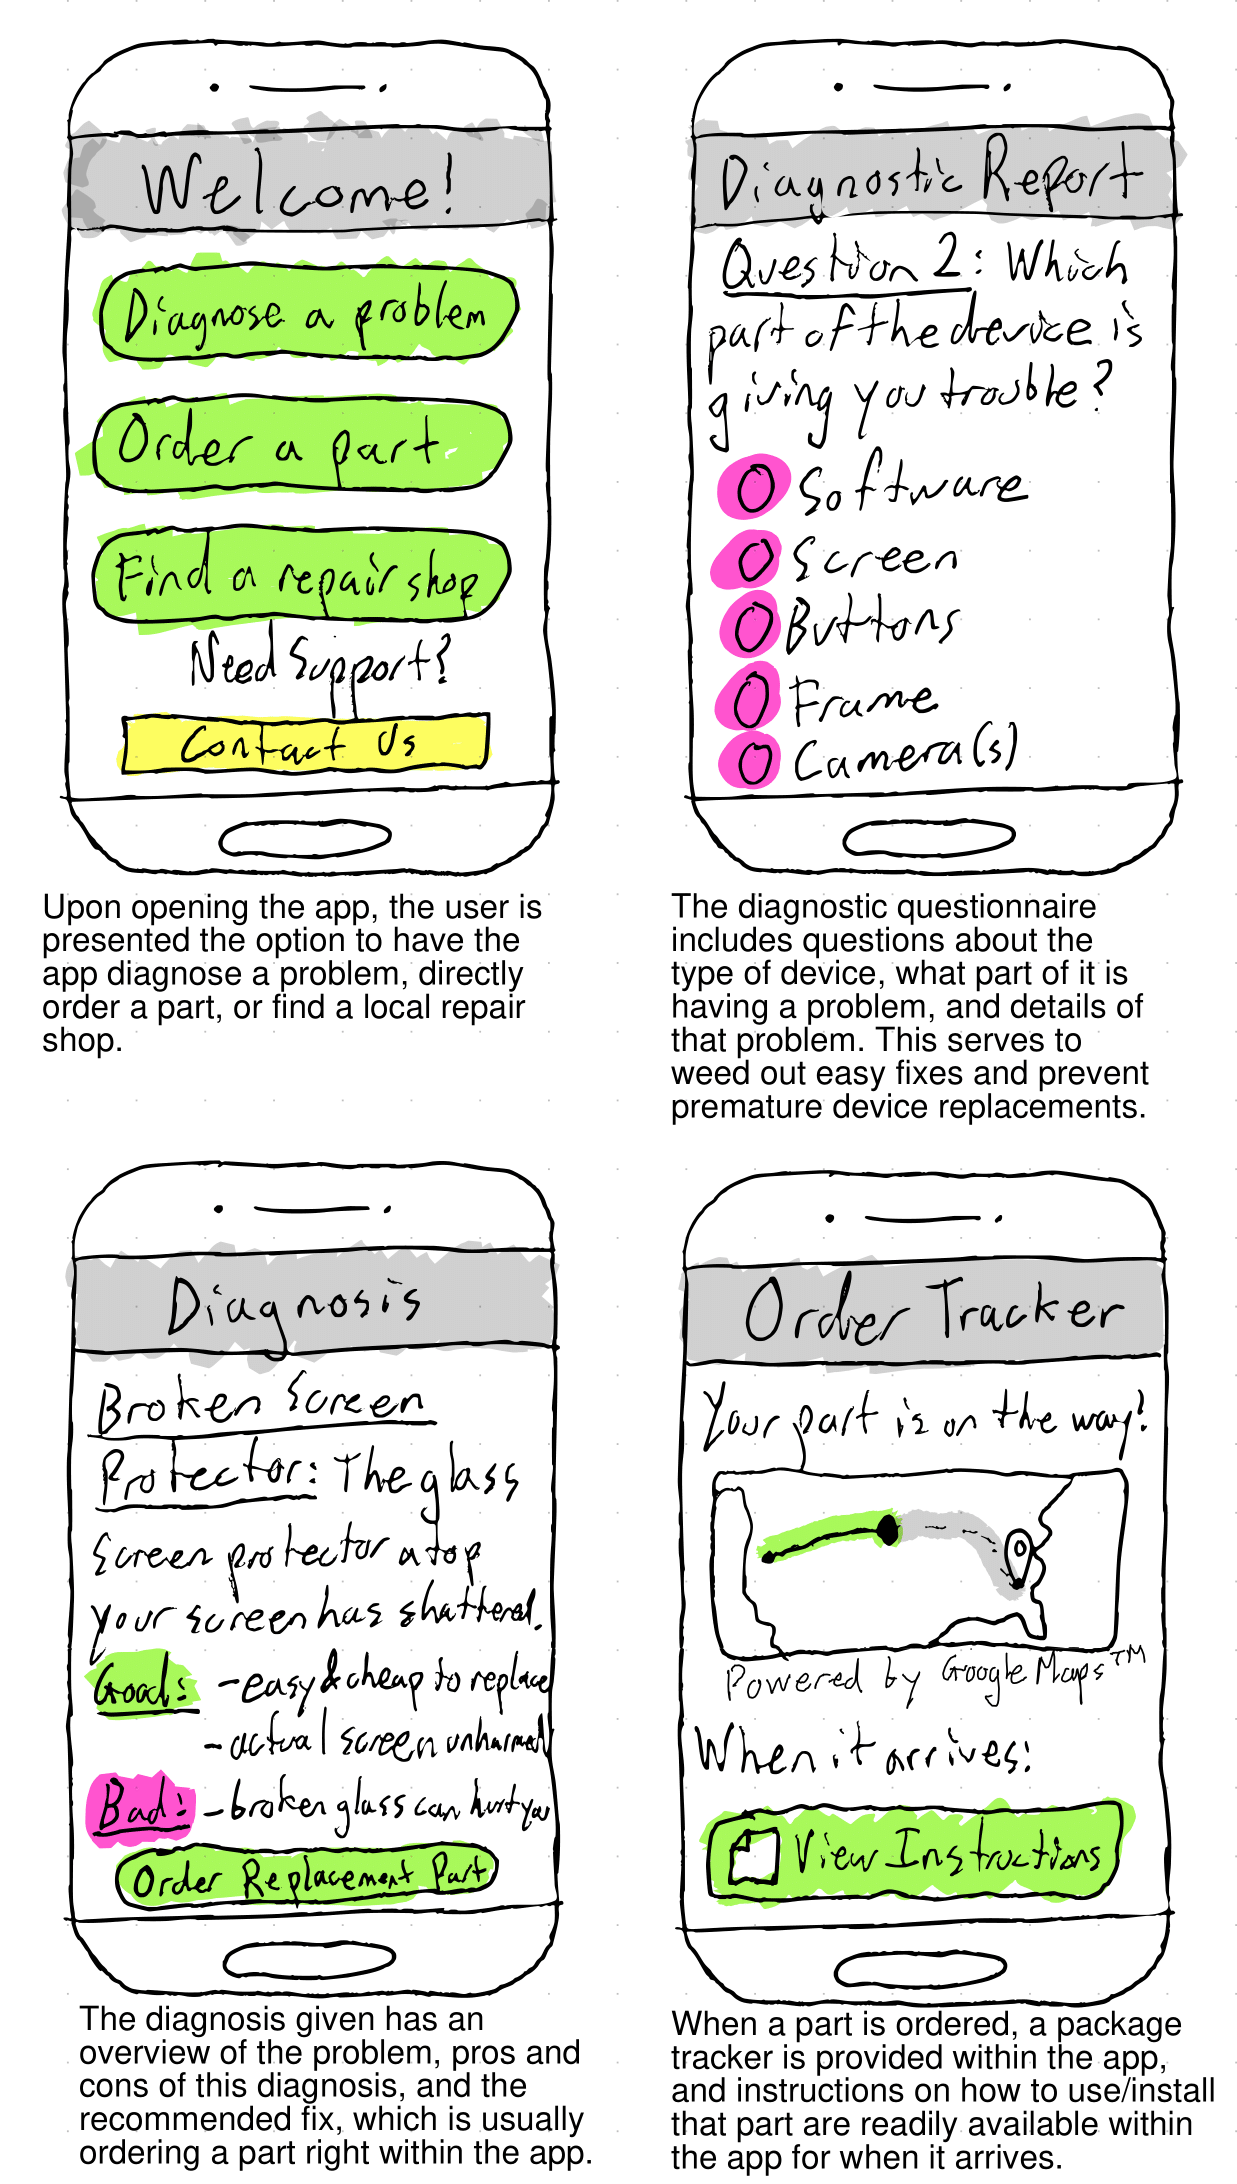 Welcome!
Diagnose a problem
Order a part
Find a repair shop
Need Support?
Contact Us
Upon opening the app, the user is
presented the option to have the
app diagnose a problem, directly
order a part, or find a local repair
shop.
Diagnostic Report
Question 2: Which
part of the device is
giving you trouble?
Software
Screen
Buttons
Frame
Camera(s)
The diagnostic questionnaire
includes questions about the
type of device, what part of it is
having a problem, and details of
that problem. This serves to
weed out easy fixes and prevent
premature device replacements.
Diagnosis
Broken Screen
Protector: The glass
screen protector atop
your screen has shattered.
Good: - easy & cheap to replace
- actual screen unharmed
Bad: - broken glass can hurt you
Order Replacement Part
The diagnosis given has an
overview of the problem, pros and
cons of this diagnosis, and the
recommended fix, which is usually
ordering a part right within the app.
Order Tracker
Your part is on the way!
Powered by Google Maps™
When it arrives:
View Instructions
When a part is ordered, a package
tracker is provided within the app,
and instructions on how to use/install
that part are readily available within
the app for when it arrives.